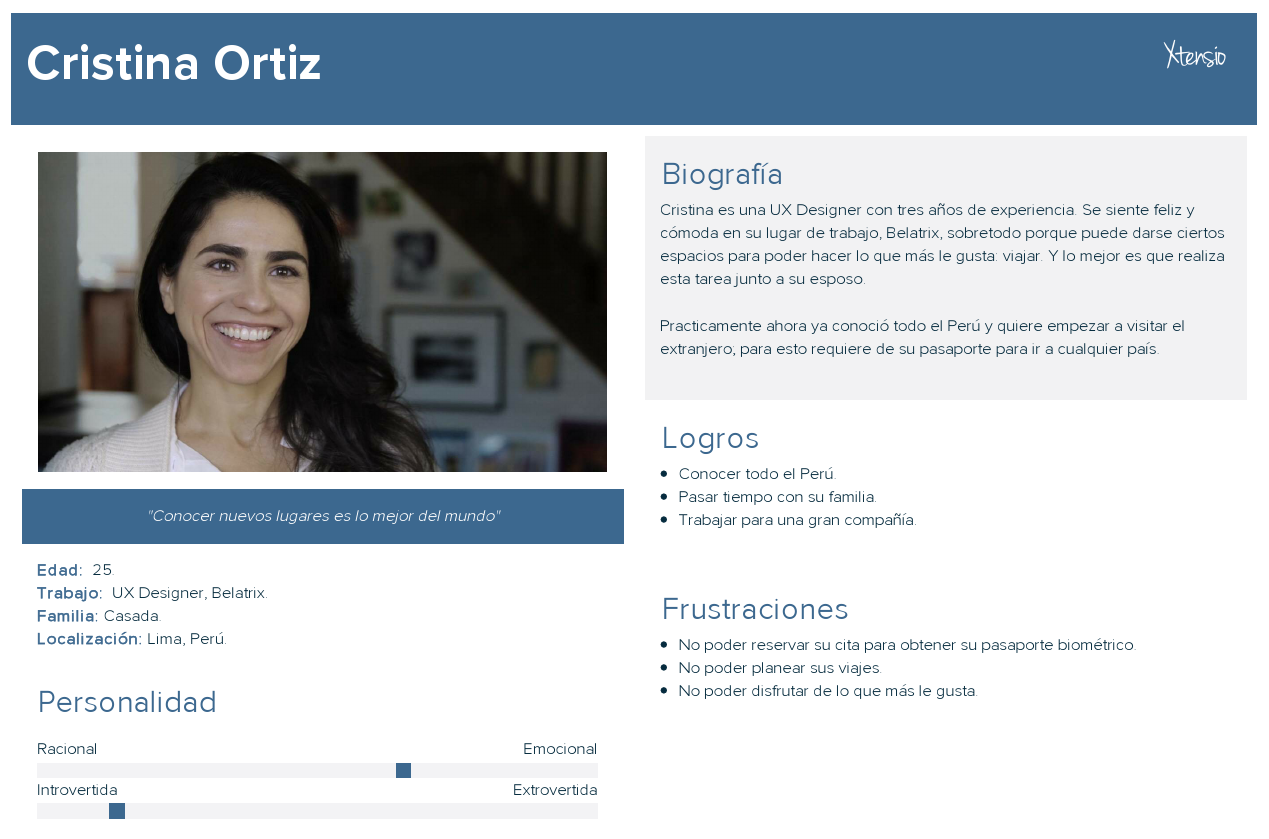 Cristina Ortiz
Xtensio
"Conocer nuevos lugares es lo mejor del mundo"
Edad: 25.
Trabajo: UX Designer, Belatrix.
Familia: Casada.
Localización: Lima, Perú.
Personalidad
Racional Emocional
Introvertida Extrovertida
Biografía
Cristina es una UX Designer con tres años de experiencia. Se siente feliz y
cómoda en su lugar de trabajo, Belatrix, sobretodo porque puede darse ciertos
espacios para poder hacer lo que más le gusta: viajar. Y lo mejor es que realiza
esta tarea junto a su esposo.
Practicamente ahora ya conoció todo el Perú y quiere empezar a visitar el
extranjero; para esto requiere de su pasaporte para ir a cualquier país.
Logros
Conocer todo el Perú.
Pasar tiempo con su familia.
Trabajar para una gran compañía.
Frustraciones
No poder reservar su cita para obtener su pasaporte biométrico.
No poder planear sus viajes.
No poder disfrutar de lo que más le gusta.